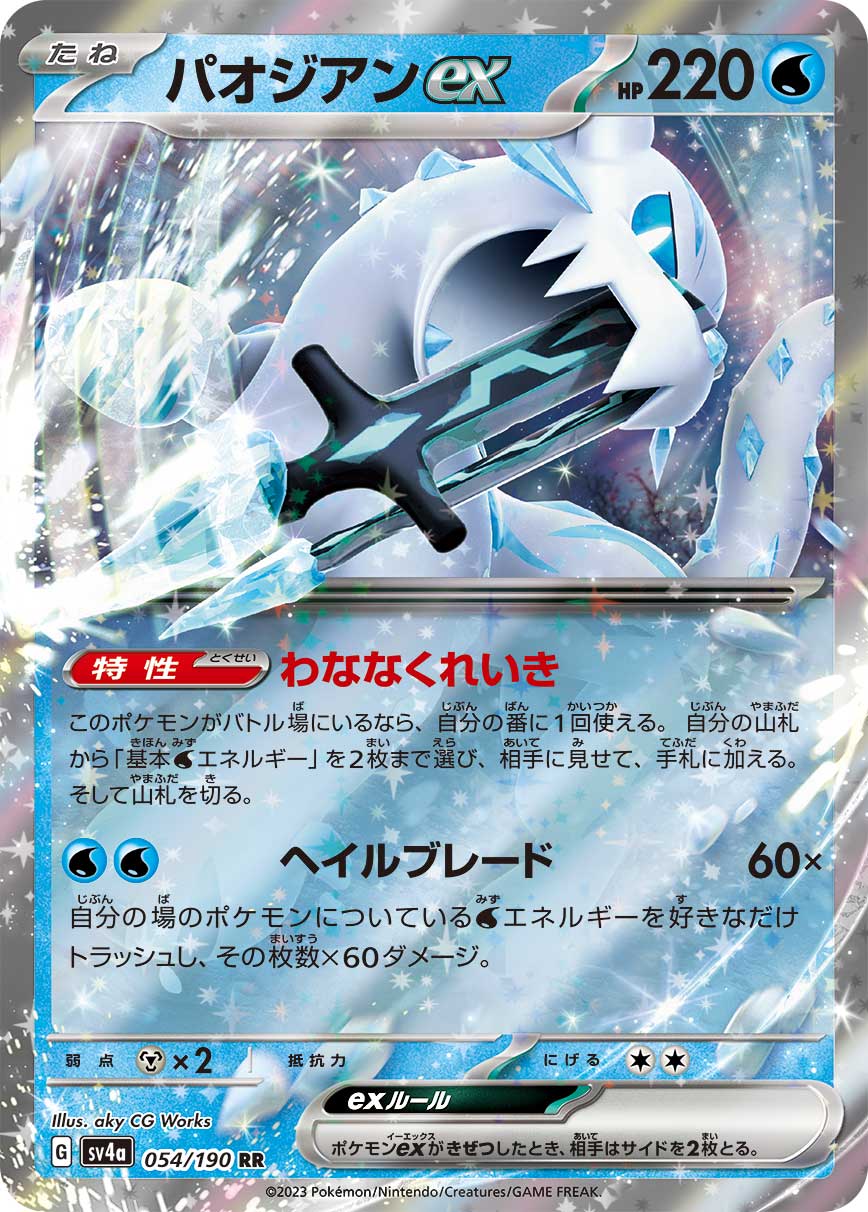 たね
パオジアンex
HP220
特性 とくせい
わななくれいき
このポケモンがバトル場にいるなら、自分の番に1回使える。自分の山札
から「基本エネルギー」を2枚まで選び、相手に見せて、手札に加える。
そして山札を切る。
ヘイルブレード 60×
自分の場のポケモンについているエネルギーを好きなだけ
トラッシュし、その枚数×60ダメージ。
弱点 ×2 抵抗力 にげる
exルール
ポケモンexがきぜつしたとき、相手はサイドを2枚とる。
Illus. aky CG Works
G sv4a 054/190 RR
©2023 Pokémon/Nintendo/Creatures/GAME FREAK.